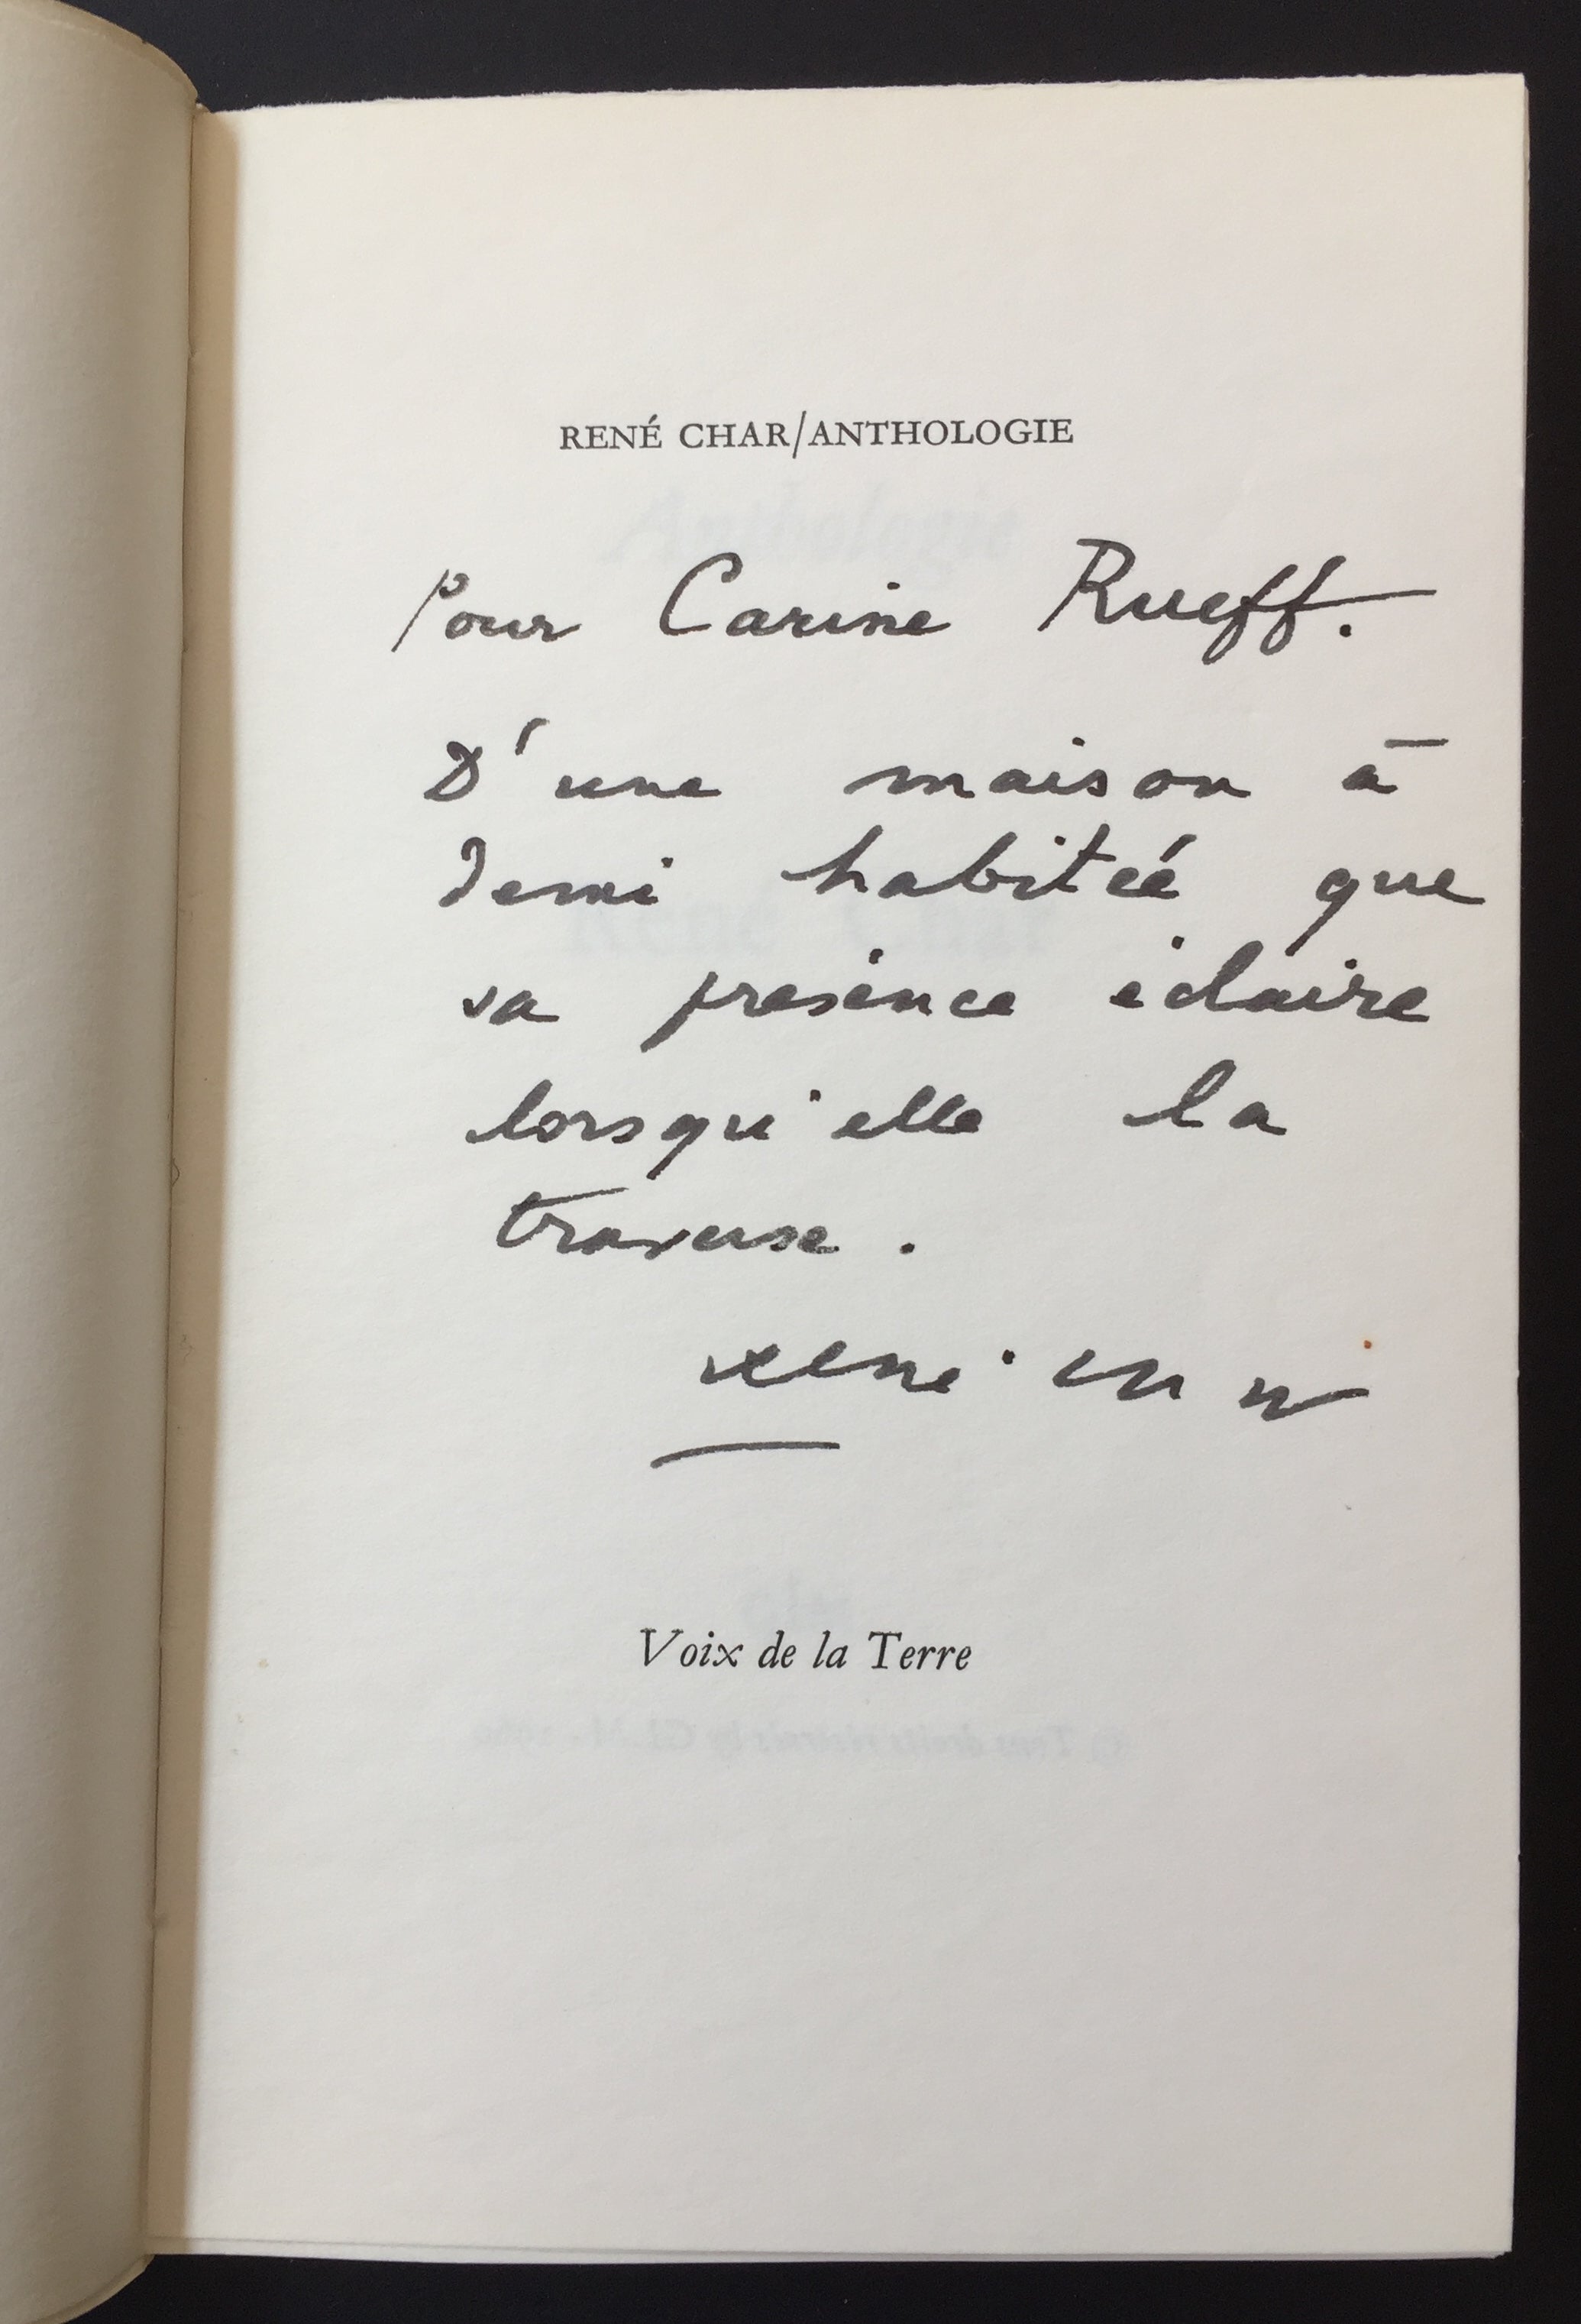 RENÉ CHAR/ANTHOLOGIE
Pour Carine Rueff.
D'une maison à
demi habitée que
sa présence éclaire
lorsqu'elle la
traverse.
René Char
Voix de la Terre